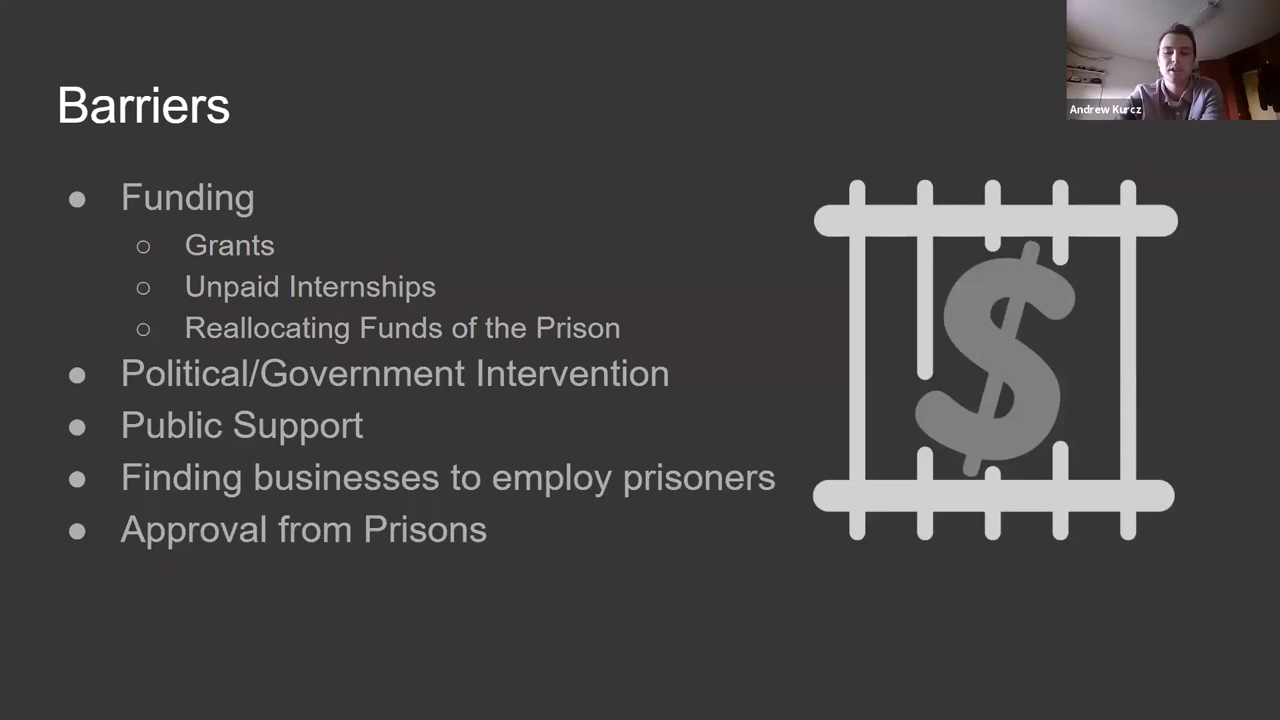 Barriers
Andrew Kurcz
● Funding
○ Grants
○ Unpaid Internships
○ Reallocating Funds of the Prison
● Political/Government Intervention
● Public Support
● Finding businesses to employ prisoners
● Approval from Prisons
$